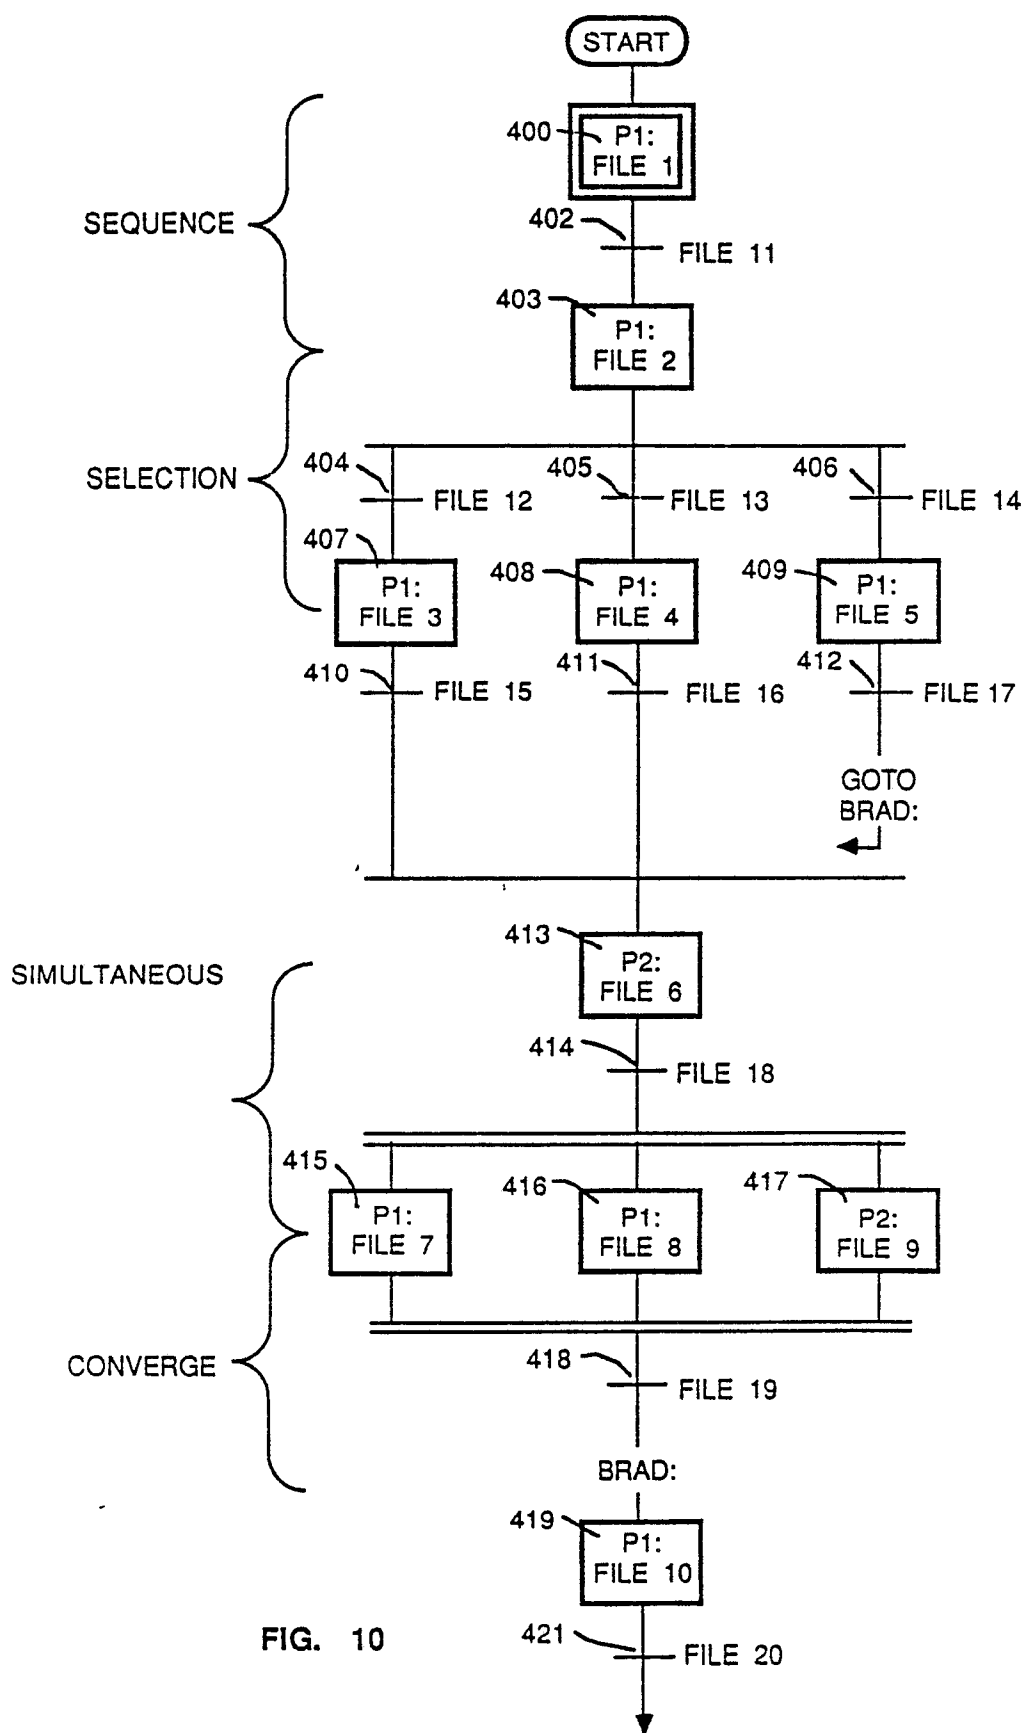 START
400
P1:
FILE 1
SEQUENCE
402
FILE 11
403
P1:
FILE 2
SELECTION
404
FILE 12
405
FILE 13
406
FILE 14
407
P1:
FILE 3
408
P1:
FILE 4
409
P1:
FILE 5
410
FILE 15
411
FILE 16
412
FILE 17
GOTO
BRAD:
413
P2:
FILE 6
SIMULTANEOUS
414
FILE 18
415
P1:
FILE 7
416
P1:
FILE 8
417
P2:
FILE 9
CONVERGE
418
FILE 19
BRAD:
419
P1:
FILE 10
FIG. 10
421
FILE 20